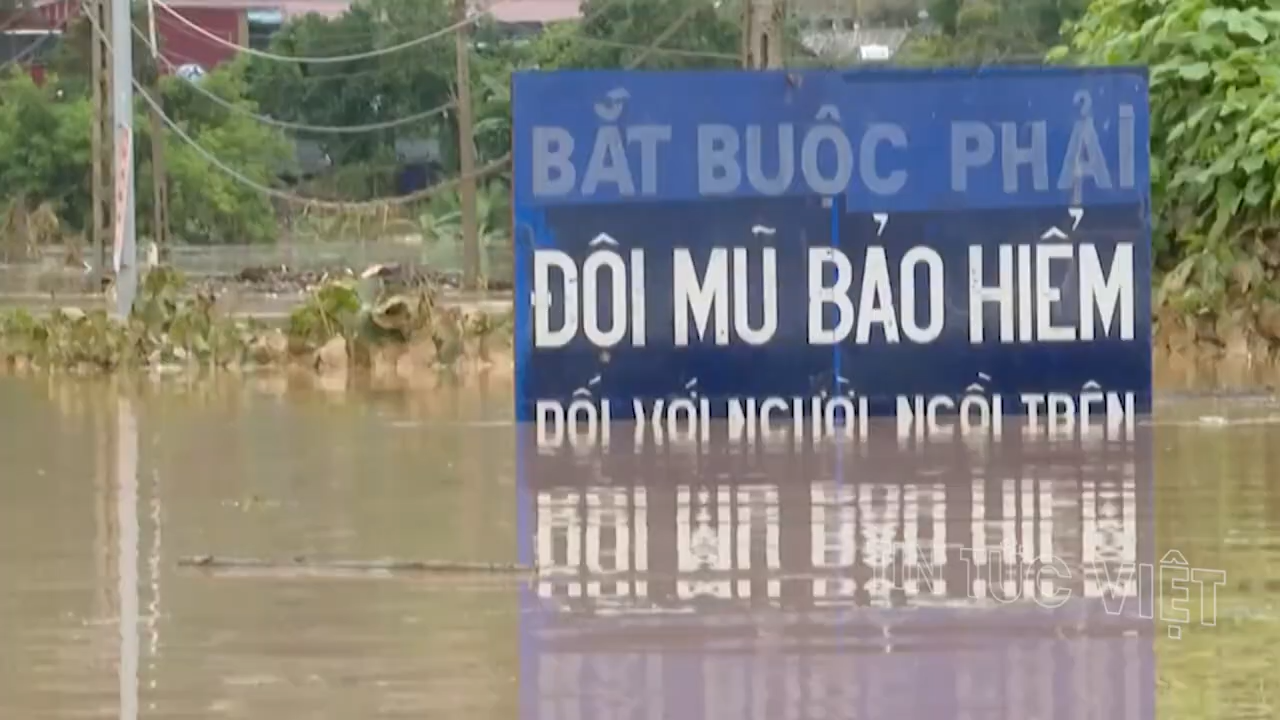 BẮT BUỘC PHẢI
ĐỘI MŨ BẢO HIỂM
ĐỐI VỚI NGƯỜI NGỒI TRÊN
TIN TỨC VIỆT